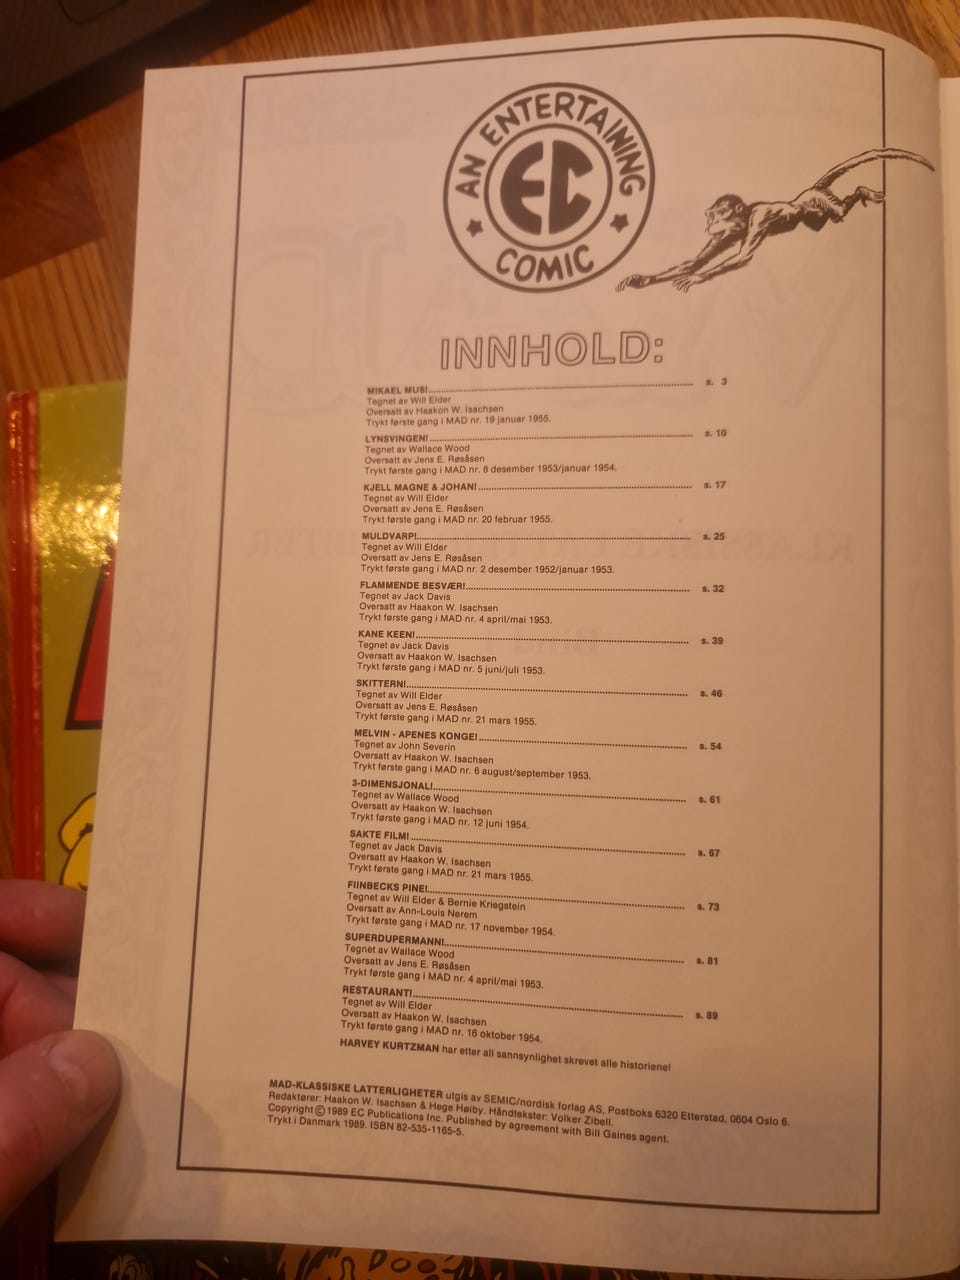 AN ENTERTAINING
EC
COMIC
INNHOLD:
MIKAEL MUS! s. 3
Tegnet av Will Elder
Oversatt av Haakon W. Isachsen
Trykt første gang i MAD nr. 19 januar 1955.
LYNSVINGEN! s. 10
Tegnet av Wallace Wood
Oversatt av Jens E. Røsåsen
Trykt første gang i MAD nr. 8 desember 1953/januar 1954.
KJELL MAGNE & JOHAN! s. 17
Tegnet av Will Elder
Oversatt av Jens E. Røsåsen
Trykt første gang i MAD nr. 20 februar 1955.
MULDVARP! s. 25
Tegnet av Will Elder
Oversatt av Jens E. Røsåsen
Trykt første gang i MAD nr. 2 desember 1952/januar 1953.
FLAMMENDE BESVÆR! s. 32
Tegnet av Jack Davis
Oversatt av Haakon W. Isachsen
Trykt første gang i MAD nr. 4 april/mai 1953.
KANE KEEN! s. 39
Tegnet av Jack Davis
Oversatt av Haakon W. Isachsen
Trykt første gang i MAD nr. 5 juni/juli 1953.
SKITTERN! s. 46
Tegnet av Will Elder
Oversatt av Jens E. Røsåsen
Trykt første gang i MAD nr. 21 mars 1955.
MELVIN - APENES KONGE! s. 54
Tegnet av John Severin
Oversatt av Haakon W. Isachsen
Trykt første gang i MAD nr. 6 august/september 1953.
3-DIMENSJONAL! s. 61
Tegnet av Wallace Wood
Oversatt av Haakon W. Isachsen
Trykt første gang i MAD nr. 12 juni 1954.
SAKTE FILM! s. 67
Tegnet av Jack Davis
Oversatt av Haakon W. Isachsen
Trykt første gang i MAD nr. 21 mars 1955.
FIINBECKS PINE! s. 73
Tegnet av Will Elder & Bernie Kriegstein
Oversatt av Ann-Louis Nerem
Trykt første gang i MAD nr. 17 november 1954.
SUPERDUPERMANN! s. 81
Tegnet av Wallace Wood
Oversatt av Jens E. Røsåsen
Trykt første gang i MAD nr. 4 april/mai 1953.
RESTAURANT! s. 89
Tegnet av Will Elder
Oversatt av Haakon W. Isachsen
Trykt første gang i MAD nr. 16 oktober 1954.
HARVEY KURTZMAN har etter all sannsynlighet skrevet alle historiene!
MAD-KLASSISKE LATTERLIGHETER utgis av SEMIC/nordisk forlag AS, Postboks 6320 Etterstad, 0604 Oslo 6.
Redaktører: Haakon W. Isachsen & Hege Høiby. Håndtekster: Volker Zibell.
Copyright © 1989 EC Publications Inc. Published by agreement with Bill Gaines agent.
Trykt i Danmark 1989. ISBN 82-535-1165-5.